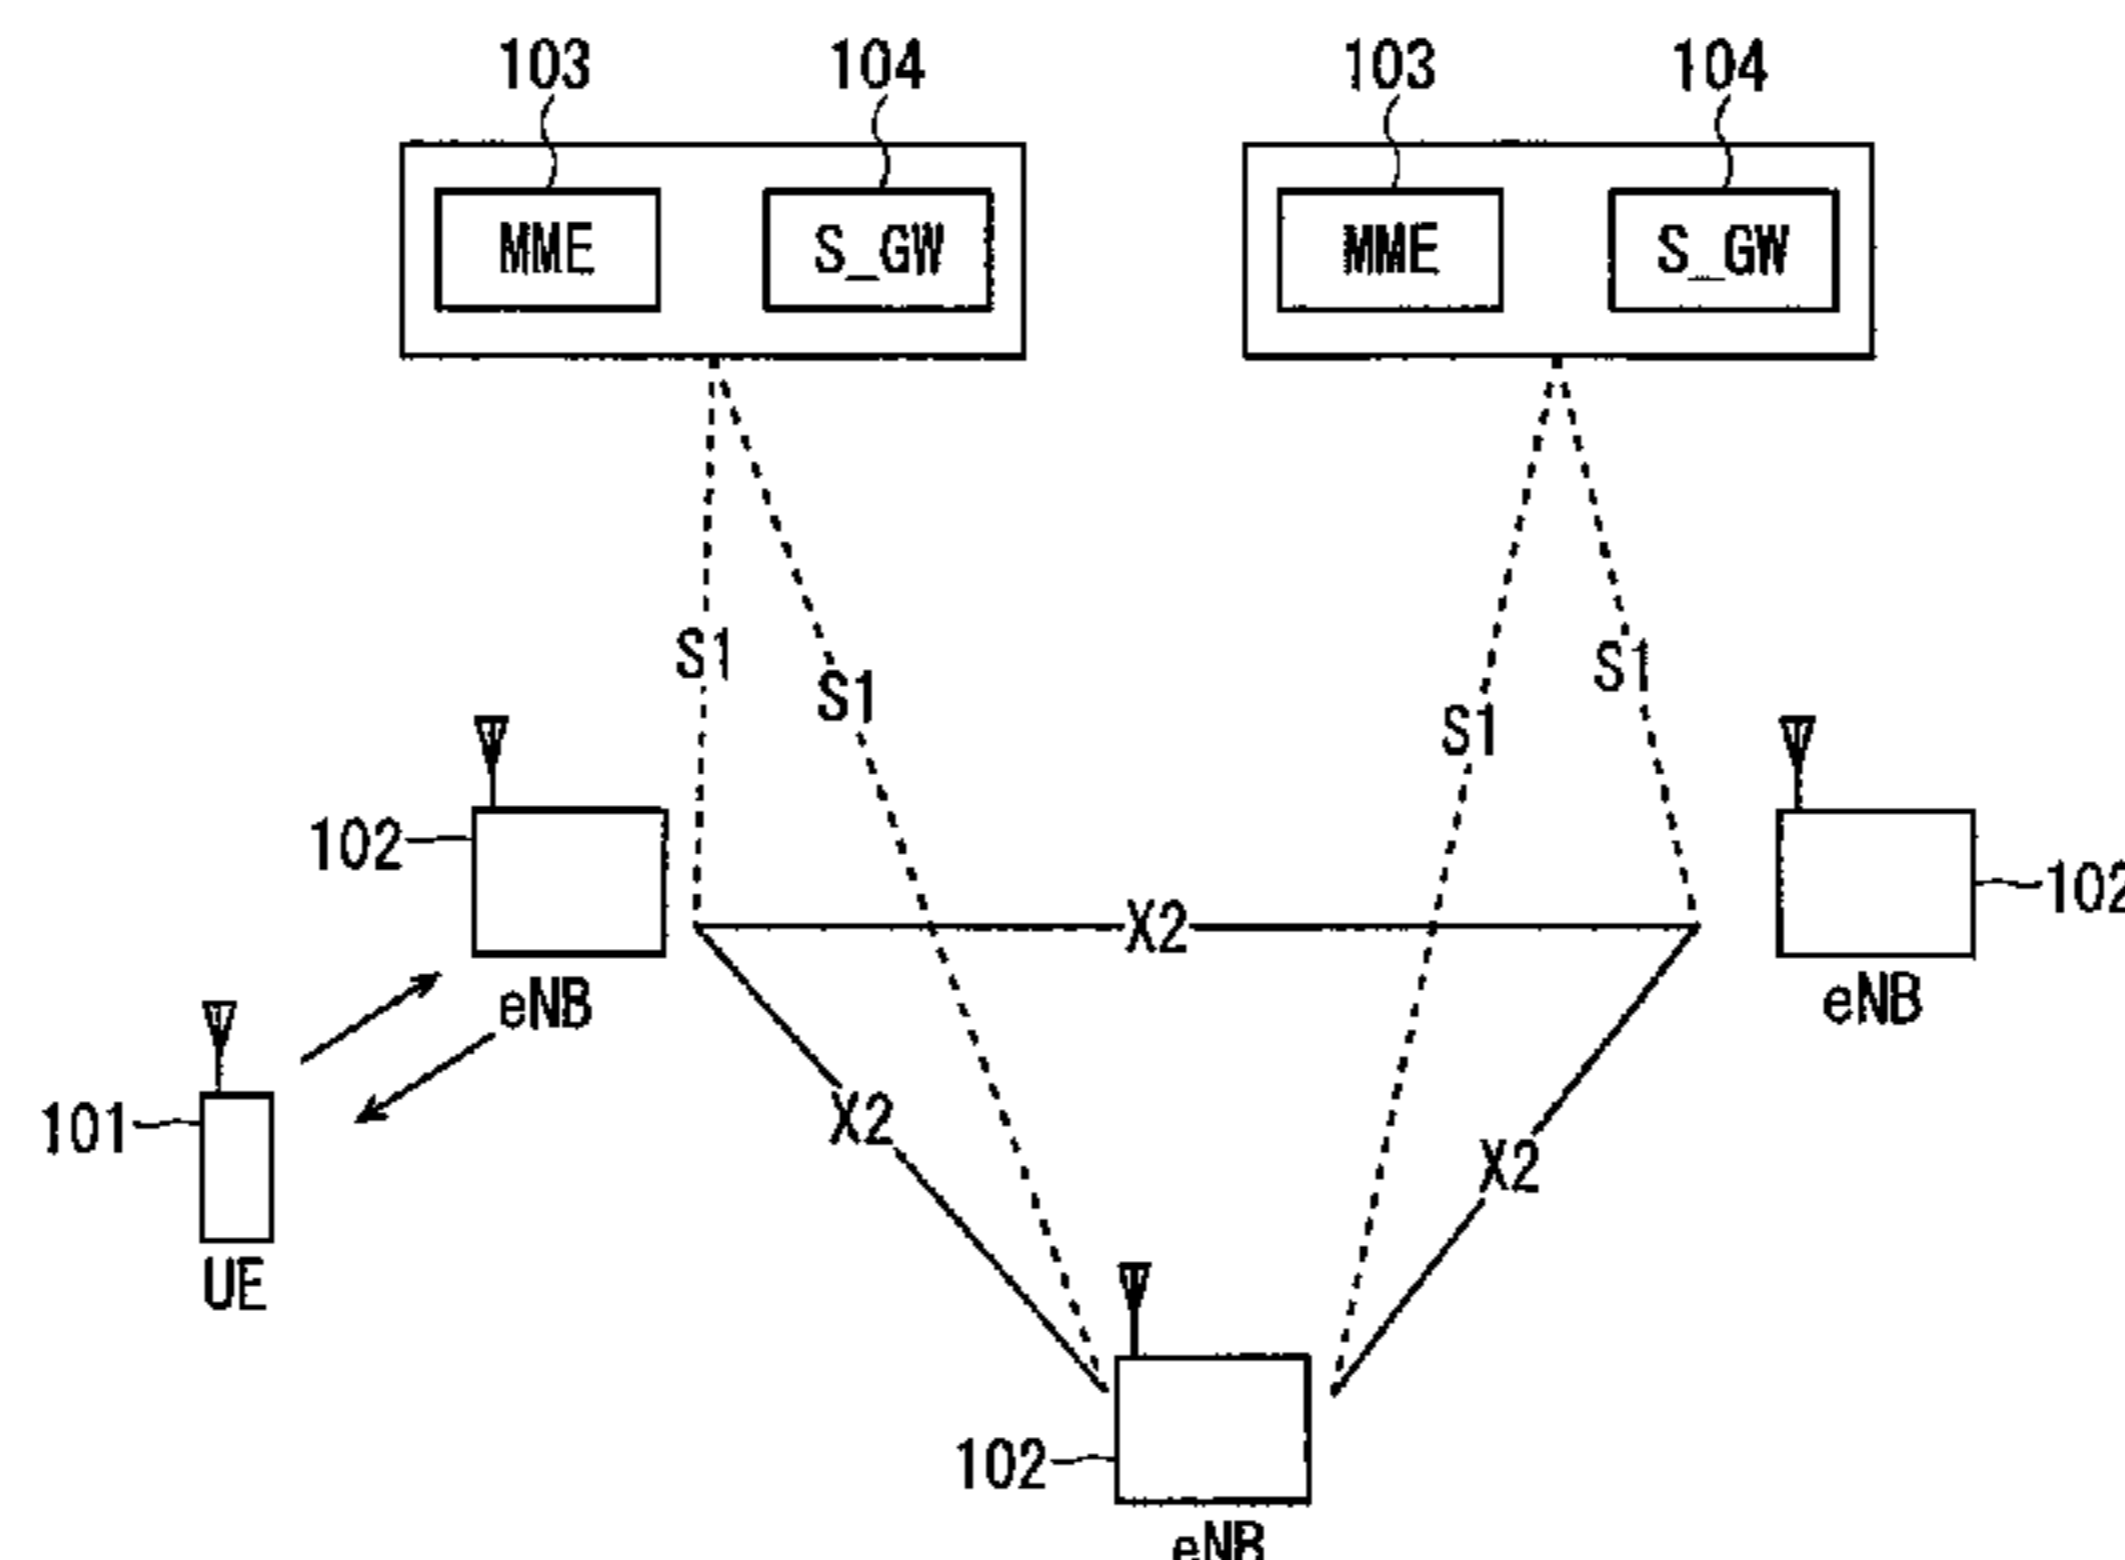 103 104 103 104
MME S_GW MME S_GW
S1 S1 S1 S1
102 102
X2
eNB eNB
101 X2 X2
UE
102
eNB